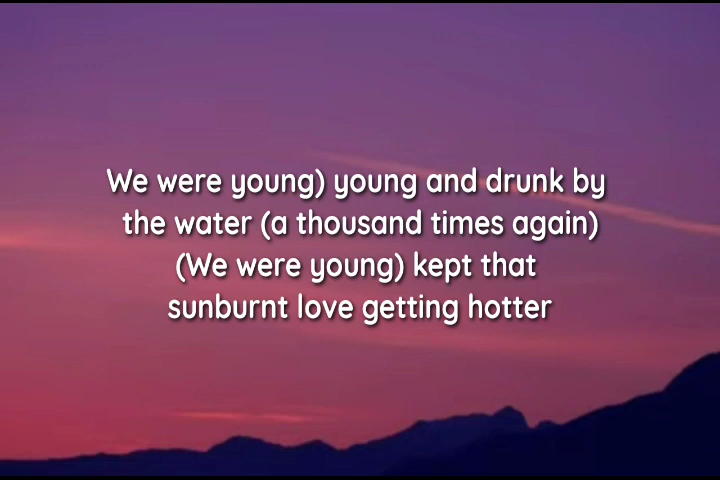 We were young) young and drunk by
the water (a thousand times again)
(We were young) kept that
sunburnt love getting hotter